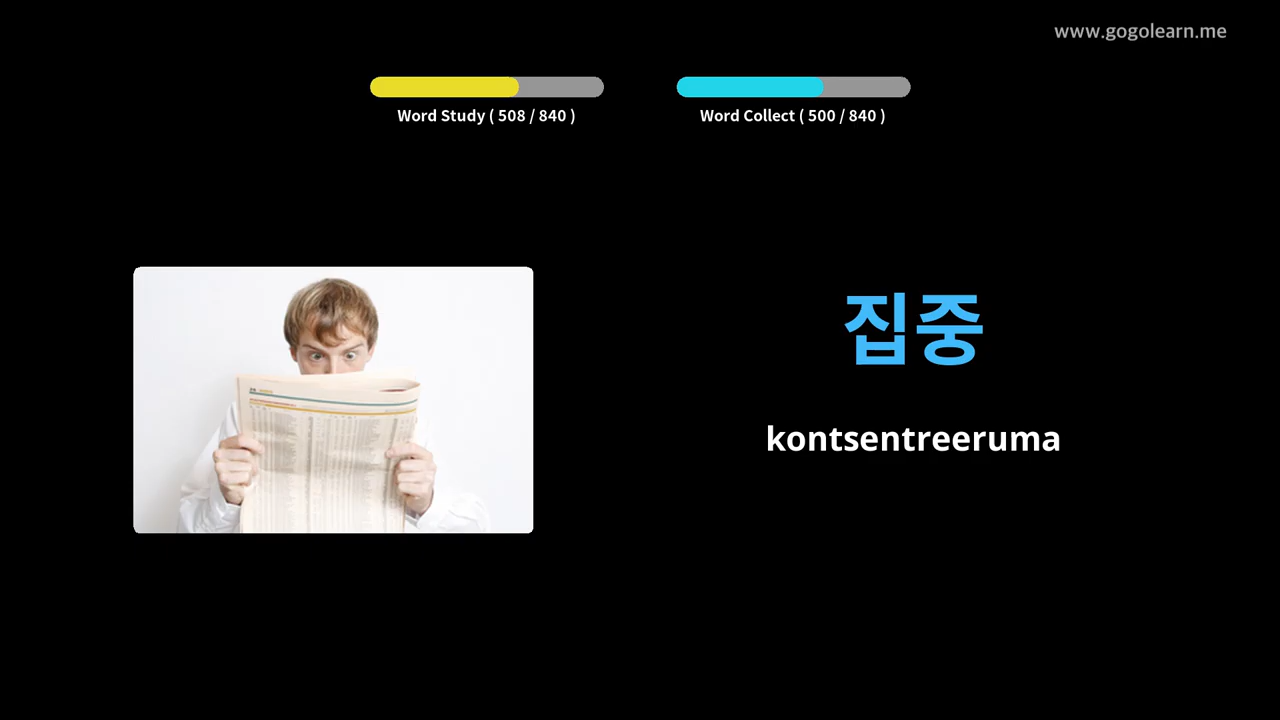 www.gogolearn.me
Word Study ( 508 / 840 )
Word Collect ( 500 / 840 )
집중
kontsentreeruma